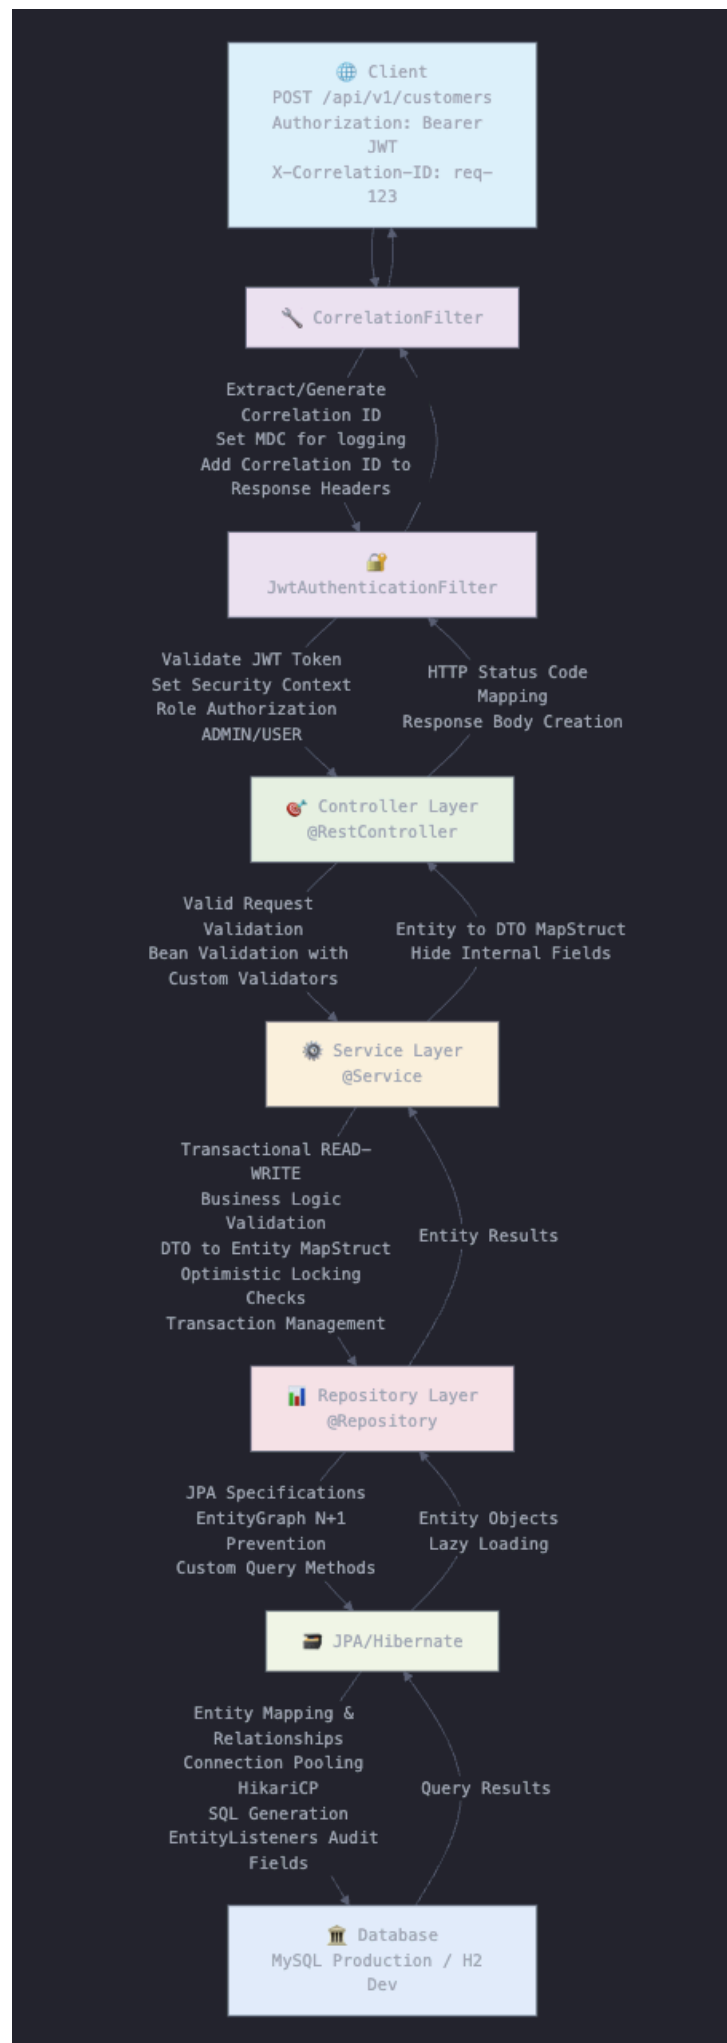 Client
POST /api/v1/customers
Authorization: Bearer
JWT
X-Correlation-ID: req-
123
CorrelationFilter
Extract/Generate
Correlation ID
Set MDC for logging
Add Correlation ID to
Response Headers
JwtAuthenticationFilter
Validate JWT Token
Set Security Context
Role Authorization
ADMIN/USER
HTTP Status Code
Mapping
Response Body Creation
Controller Layer
@RestController
Valid Request
Validation
Bean Validation with
Custom Validators
Entity to DTO MapStruct
Hide Internal Fields
Service Layer
@Service
Transactional READ-
WRITE
Business Logic
Validation
DTO to Entity MapStruct
Optimistic Locking
Checks
Transaction Management
Entity Results
Repository Layer
@Repository
JPA Specifications
EntityGraph N+1
Prevention
Custom Query Methods
Entity Objects
Lazy Loading
JPA/Hibernate
Entity Mapping &
Relationships
Connection Pooling
HikariCP
SQL Generation
EntityListeners Audit
Fields
Query Results
Database
MySQL Production / H2
Dev